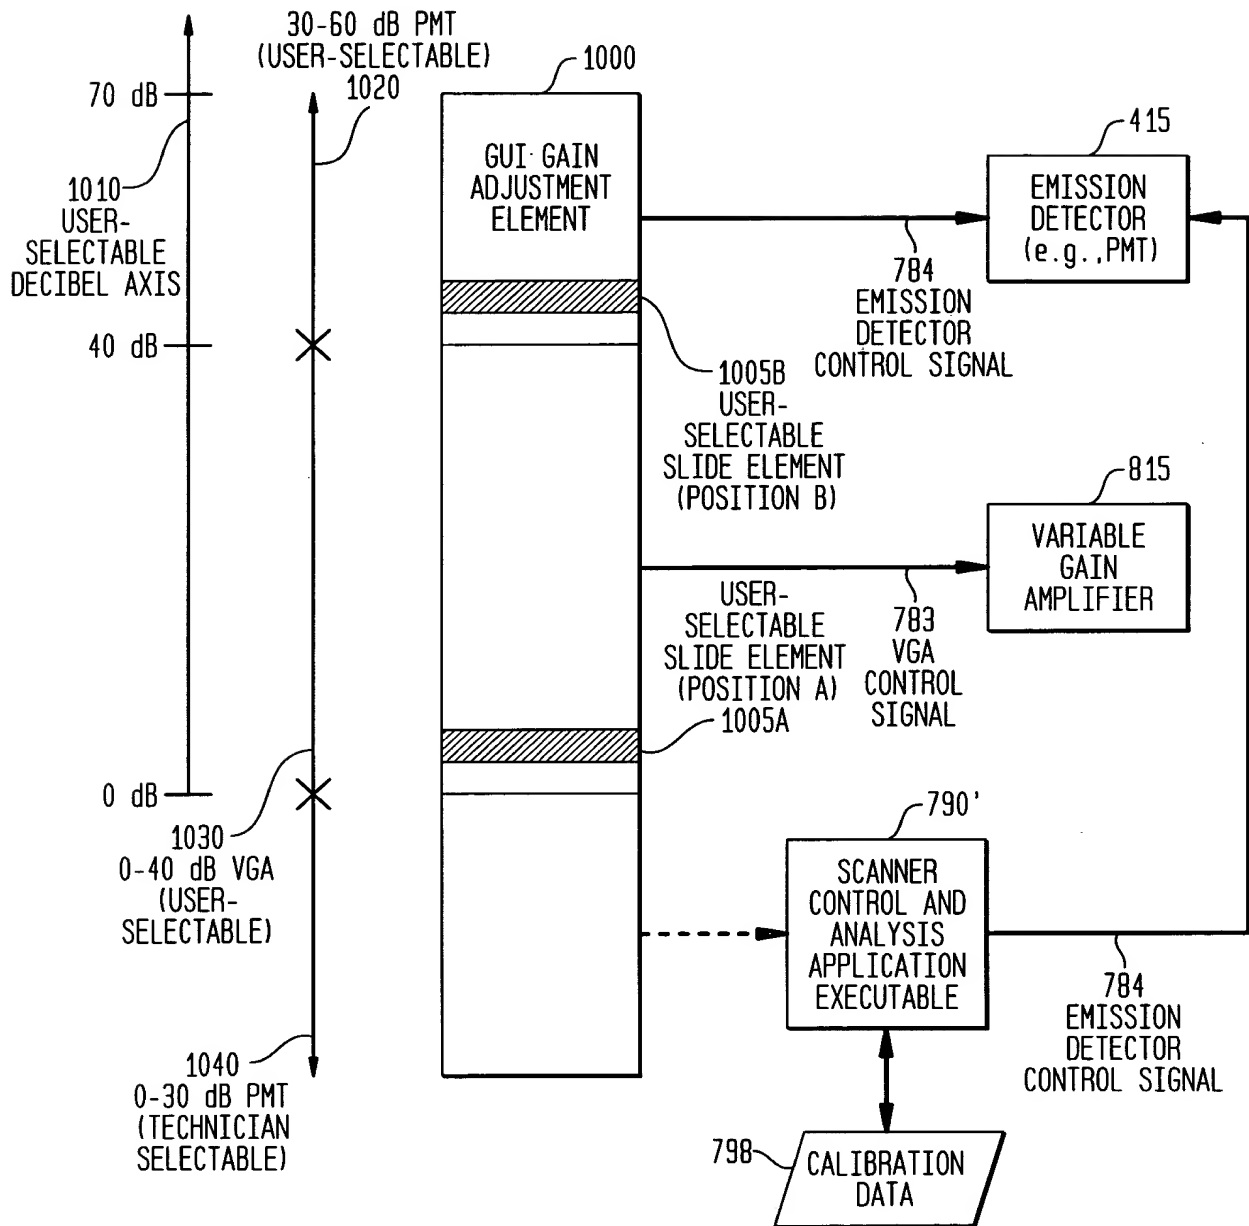 30-60 dB PMT
(USER-SELECTABLE)
1020
1000
70 dB
415
GUI GAIN
ADJUSTMENT
ELEMENT
EMISSION
DETECTOR
(e.g.,PMT)
1010
USER-
SELECTABLE
DECIBEL AXIS
784
EMISSION
DETECTOR
CONTROL SIGNAL
40 dB
1005B
USER-
SELECTABLE
SLIDE ELEMENT
(POSITION B)
815
VARIABLE
GAIN
AMPLIFIER
USER-
SELECTABLE
SLIDE ELEMENT
(POSITION A)
1005A
783
VGA
CONTROL
SIGNAL
0 dB
790'
1030
0-40 dB VGA
(USER-
SELECTABLE)
SCANNER
CONTROL AND
ANALYSIS
APPLICATION
EXECUTABLE
784
EMISSION
DETECTOR
CONTROL SIGNAL
1040
0-30 dB PMT
(TECHNICIAN
SELECTABLE)
798
CALIBRATION
DATA